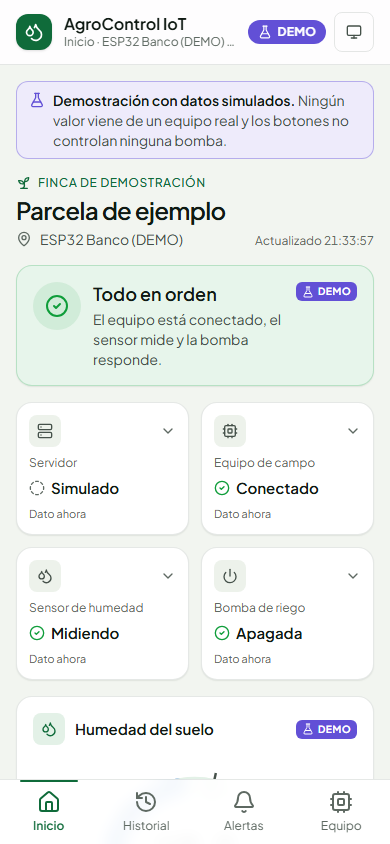 AgroControl IoT
Inicio · ESP32 Banco (DEMO) ...
DEMO
Demostración con datos simulados. Ningún
valor viene de un equipo real y los botones no
controlan ninguna bomba.
FINCA DE DEMOSTRACIÓN
Parcela de ejemplo
ESP32 Banco (DEMO)
Actualizado 21:33:57
Todo en orden
DEMO
El equipo está conectado, el
sensor mide y la bomba
responde.
Servidor
Simulado
Dato ahora
Equipo de campo
Conectado
Dato ahora
Sensor de humedad
Midiendo
Dato ahora
Bomba de riego
Apagada
Dato ahora
Humedad del suelo
DEMO
Inicio
Historial
Alertas
Equipo